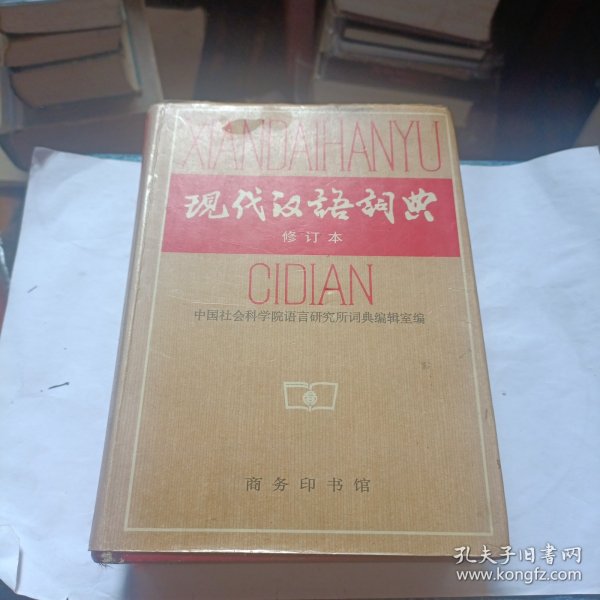 XIANDAIHANYU
现代汉语词典
修订本
CIDIAN
中国社会科学院语言研究所词典编辑室编
商务印书馆
孔夫子旧书网
www.kongfz.com